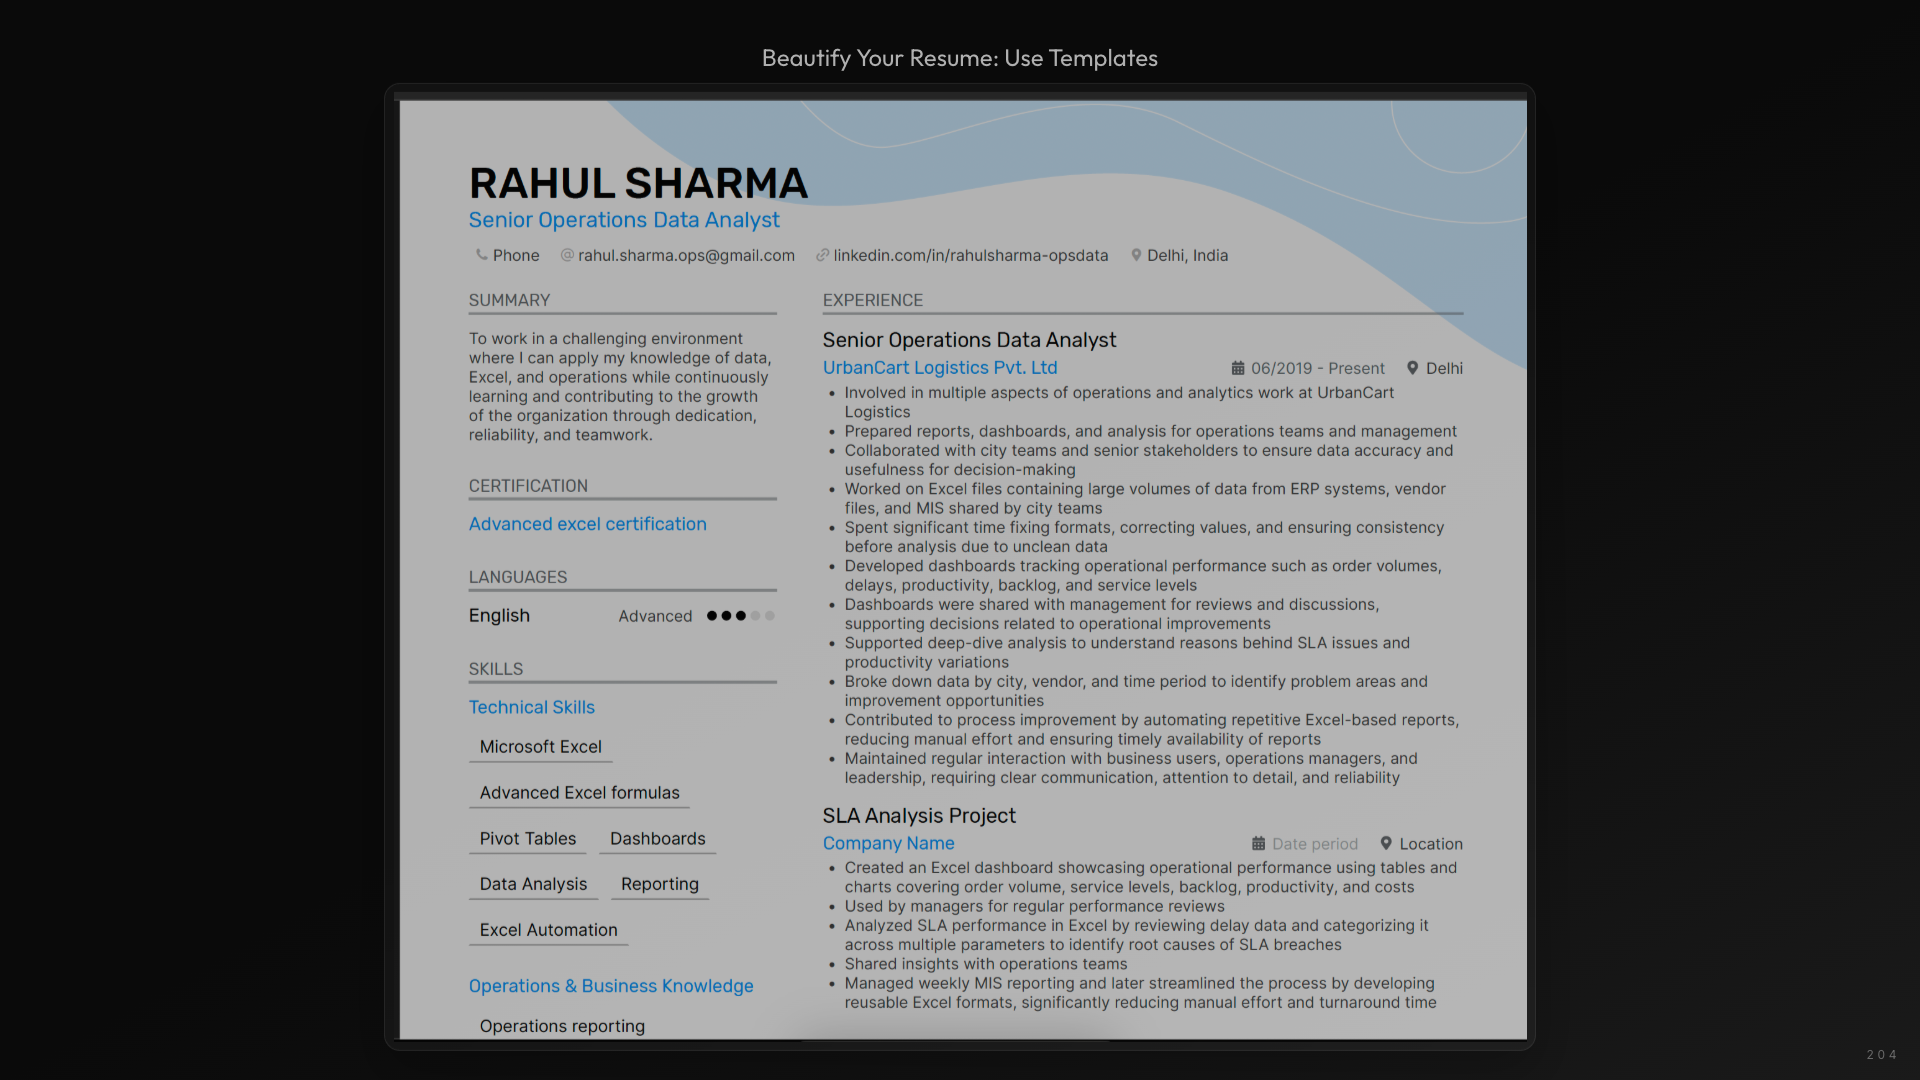 Beautify Your Resume: Use Templates
RAHUL SHARMA
Senior Operations Data Analyst
Phone rahul.sharma.ops@gmail.com linkedin.com/in/rahulsharma-opsdata Delhi, India
SUMMARY
To work in a challenging environment
where I can apply my knowledge of data,
Excel, and operations while continuously
learning and contributing to the growth
of the organization through dedication,
reliability, and teamwork.
CERTIFICATION
Advanced excel certification
LANGUAGES
English Advanced
SKILLS
Technical Skills
Microsoft Excel
Advanced Excel formulas
Pivot Tables Dashboards
Data Analysis Reporting
Excel Automation
Operations & Business Knowledge
Operations reporting
EXPERIENCE
Senior Operations Data Analyst
UrbanCart Logistics Pvt. Ltd 06/2019 - Present Delhi
• Involved in multiple aspects of operations and analytics work at UrbanCart
Logistics
• Prepared reports, dashboards, and analysis for operations teams and management
• Collaborated with city teams and senior stakeholders to ensure data accuracy and
usefulness for decision-making
• Worked on Excel files containing large volumes of data from ERP systems, vendor
files, and MIS shared by city teams
• Spent significant time fixing formats, correcting values, and ensuring consistency
before analysis due to unclean data
• Developed dashboards tracking operational performance such as order volumes,
delays, productivity, backlog, and service levels
• Dashboards were shared with management for reviews and discussions,
supporting decisions related to operational improvements
• Supported deep-dive analysis to understand reasons behind SLA issues and
productivity variations
• Broke down data by city, vendor, and time period to identify problem areas and
improvement opportunities
• Contributed to process improvement by automating repetitive Excel-based reports,
reducing manual effort and ensuring timely availability of reports
• Maintained regular interaction with business users, operations managers, and
leadership, requiring clear communication, attention to detail, and reliability
SLA Analysis Project
Company Name Date period Location
• Created an Excel dashboard showcasing operational performance using tables and
charts covering order volume, service levels, backlog, productivity, and costs
• Used by managers for regular performance reviews
• Analyzed SLA performance in Excel by reviewing delay data and categorizing it
across multiple parameters to identify root causes of SLA breaches
• Shared insights with operations teams
• Managed weekly MIS reporting and later streamlined the process by developing
reusable Excel formats, significantly reducing manual effort and turnaround time
204